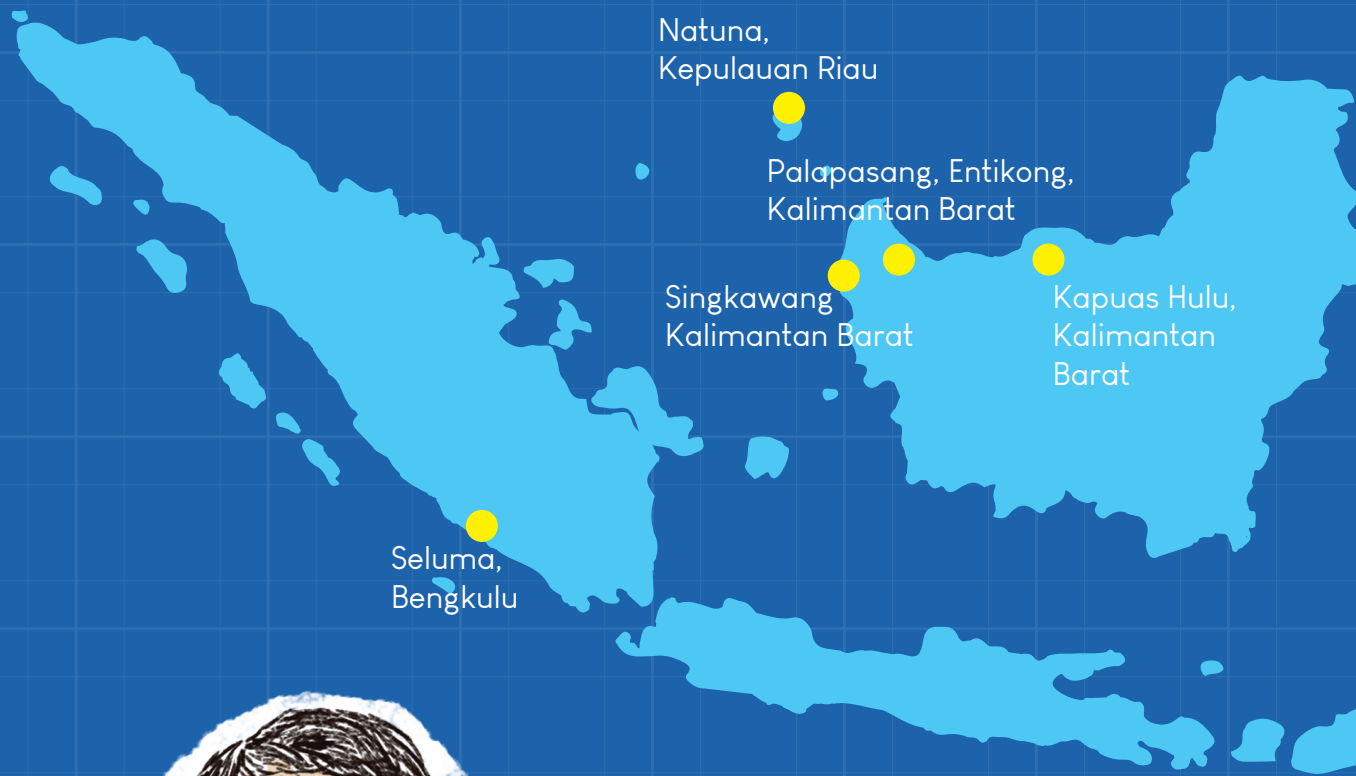 Natuna,
Kepulauan Riau
Palapasang, Entikong,
Kalimantan Barat
Singkawang
Kalimantan Barat
Kapuas Hulu,
Kalimantan
Barat
Seluma,
Bengkulu